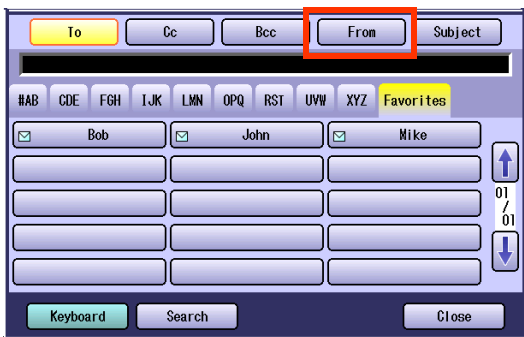 To Cc Bcc From Subject
#AB CDE FGH IJK LMN OPQ RST UVW XYZ Favorites
Bob John Mike
01
/
01
Keyboard Search Close